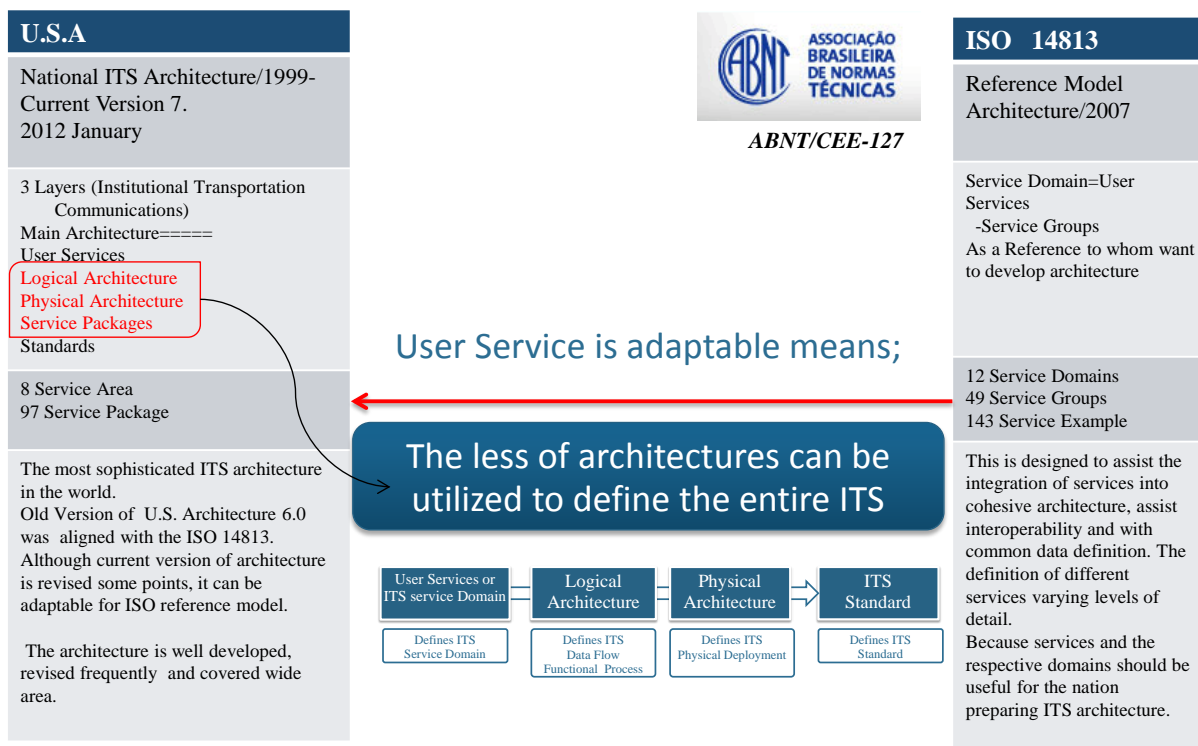 U.S.A
National ITS Architecture/1999-
Current Version 7.
2012 January
3 Layers (Institutional Transportation
Communications)
Main Architecture=====
User Services
Logical Architecture
Physical Architecture
Service Packages
Standards
8 Service Area
97 Service Package
The most sophisticated ITS architecture
in the world.
Old Version of U.S. Architecture 6.0
was aligned with the ISO 14813.
Although current version of architecture
is revised some points, it can be
adaptable for ISO reference model.
The architecture is well developed,
revised frequently and covered wide
area.
ABNT
ASSOCIAÇÃO
BRASILEIRA
DE NORMAS
TÉCNICAS
ABNT/CEE-127
User Service is adaptable means;
The less of architectures can be
utilized to define the entire ITS
User Services or
ITS service Domain
Logical
Architecture
Physical
Architecture
ITS
Standard
Defines ITS
Service Domain
Defines ITS
Data Flow
Functional Process
Defines ITS
Physical Deployment
Defines ITS
Standard
ISO 14813
Reference Model
Architecture/2007
Service Domain=User
Services
-Service Groups
As a Reference to whom want
to develop architecture
12 Service Domains
49 Service Groups
143 Service Example
This is designed to assist the
integration of services into
cohesive architecture, assist
interoperability and with
common data definition. The
definition of different
services varying levels of
detail.
Because services and the
respective domains should be
useful for the nation
preparing ITS architecture.